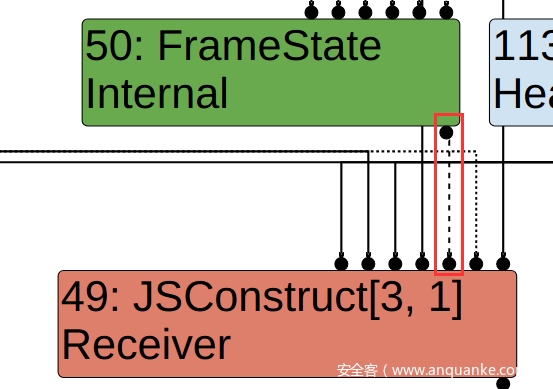 50: FrameState
Internal
113
Hea
49: JSConstruct[3, 1]
Receiver
安全客 ( www.anquanke.co